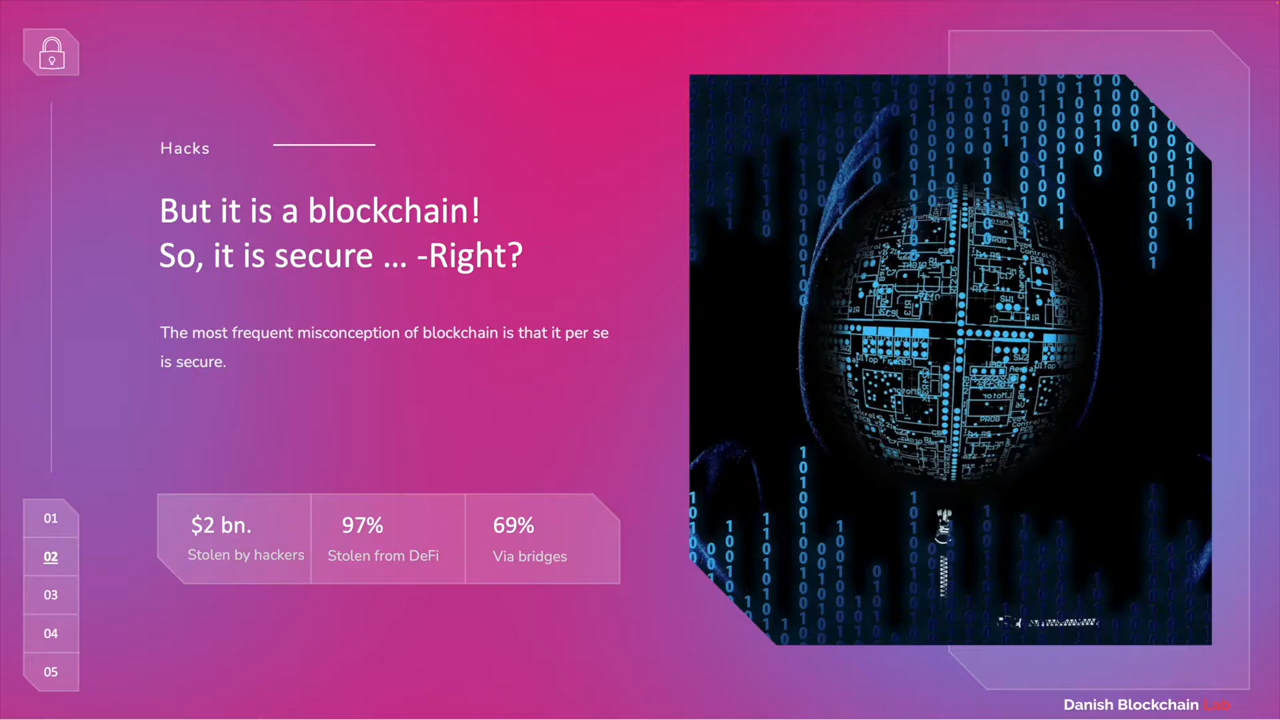 Hacks
But it is a blockchain!
So, it is secure ... -Right?
The most frequent misconception of blockchain is that it per se
is secure.
$2 bn.
Stolen by hackers
97%
Stolen from DeFi
69%
Via bridges
01
02
03
04
05
Danish Blockchain Lab